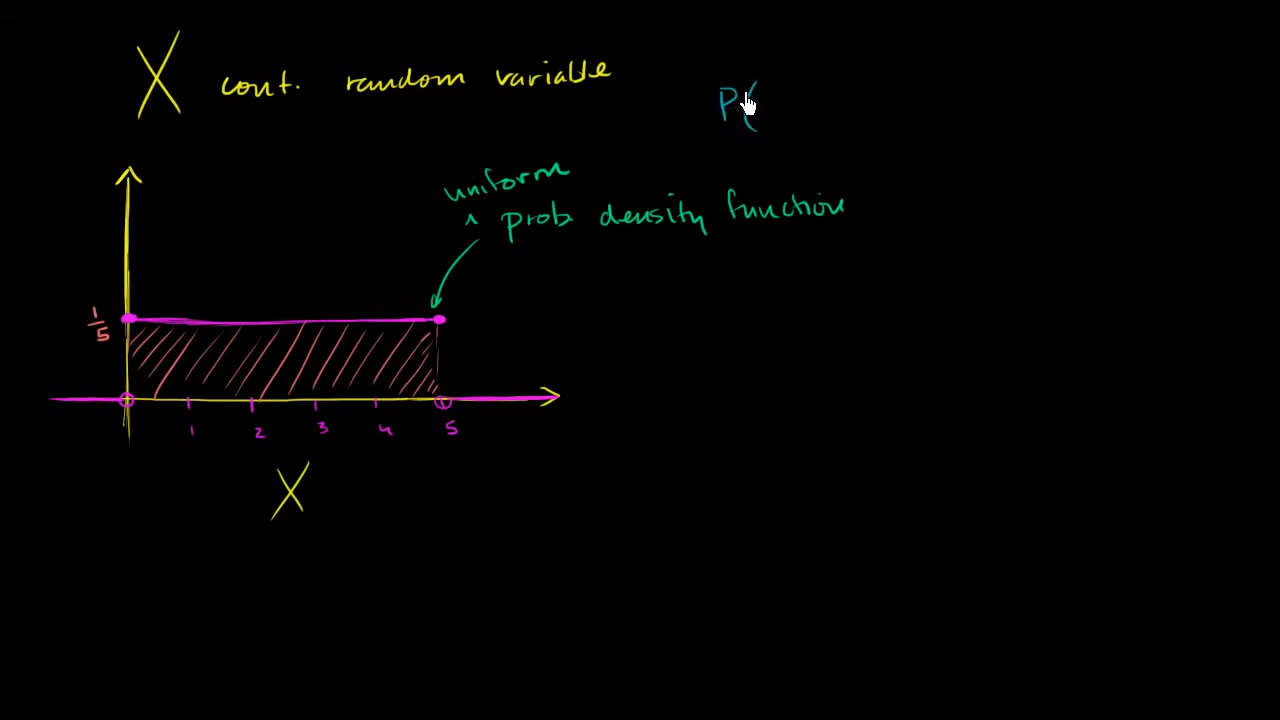 X cont. random variable
P(
uniform
^ prob density function
1/5
1 2 3 4 5
X